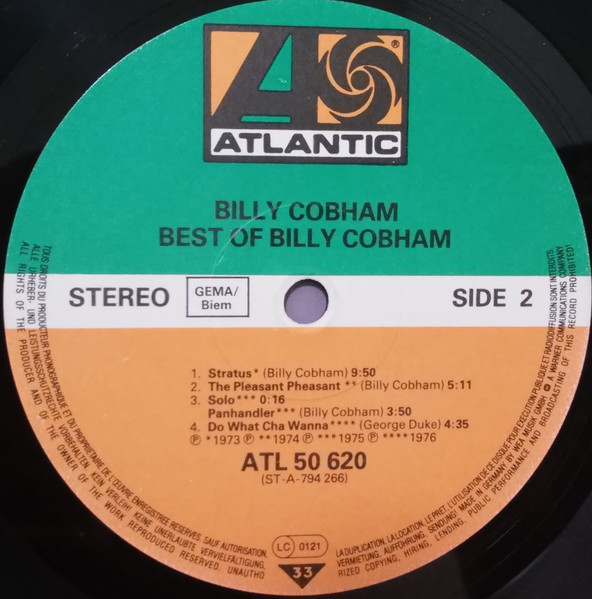 ®
ATLANTIC
BILLY COBHAM
BEST OF BILLY COBHAM
STEREO
GEMA/
Biem
SIDE 2
1. Stratus* (Billy Cobham) 9:50
2. The Pleasant Pheasant ** (Billy Cobham) 5:11
3. Solo*** 0:16
Panhandler*** (Billy Cobham) 3:50
4. Do What Cha Wanna**** (George Duke) 4:35
℗ *1973 ℗ **1974 ℗ ***1975 ℗ ****1976
ATL 50 620
(ST-A-794 266)
LC 0121
33
TOUS DROITS DU PRODUCTEUR PHONOGRAPHIQUE ET DU PROPRIETAIRE DE L'ŒUVRE ENREGISTREE RESERVES. SAUF AUTORISATION, LA DUPLICATION, LA LOCATION, LE PRET, L'UTILISATION DE CE DISQUE POUR EXECUTION PUBLIQUE ET RADIODIFFUSION SONT INTERDITS.
ALLE URHEBER- UND LEISTUNGSSCHUTZRECHTE VORBEHALTEN. KEIN VERLEIH! KEINE UNERLAUBTE VERVIELFÄLTIGUNG, VERMIETUNG, AUFFÜHRUNG, SENDUNG! MADE IN GERMANY BY WEA MUSIK GMBH. A WARNER COMMUNICATIONS COMPANY
ALL RIGHTS OF THE PRODUCER AND OF THE OWNER OF THE WORK REPRODUCED RESERVED. UNAUTHORIZED COPYING, HIRING, LENDING, PUBLIC PERFORMANCE AND BROADCASTING OF THIS RECORD PROHIBITED!